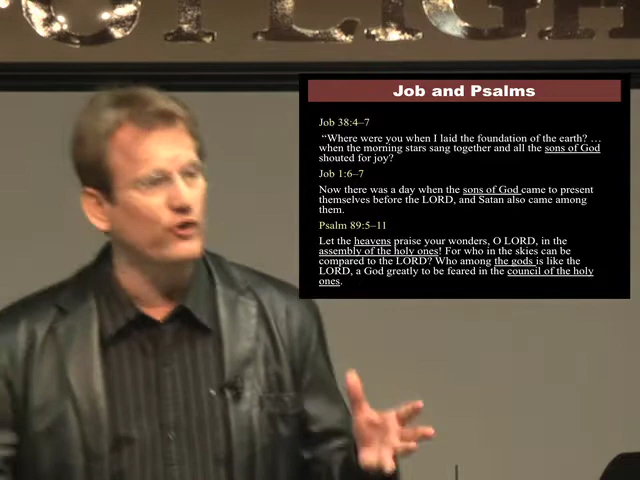 OTLIGH
Job and Psalms
Job 38:4–7
“Where were you when I laid the foundation of the earth? …
when the morning stars sang together and all the sons of God
shouted for joy?
Job 1:6–7
Now there was a day when the sons of God came to present
themselves before the LORD, and Satan also came among
them.
Psalm 89:5–11
Let the heavens praise your wonders, O LORD, in the
assembly of the holy ones! For who in the skies can be
compared to the LORD? Who among the gods is like the
LORD, a God greatly to be feared in the council of the holy
ones.